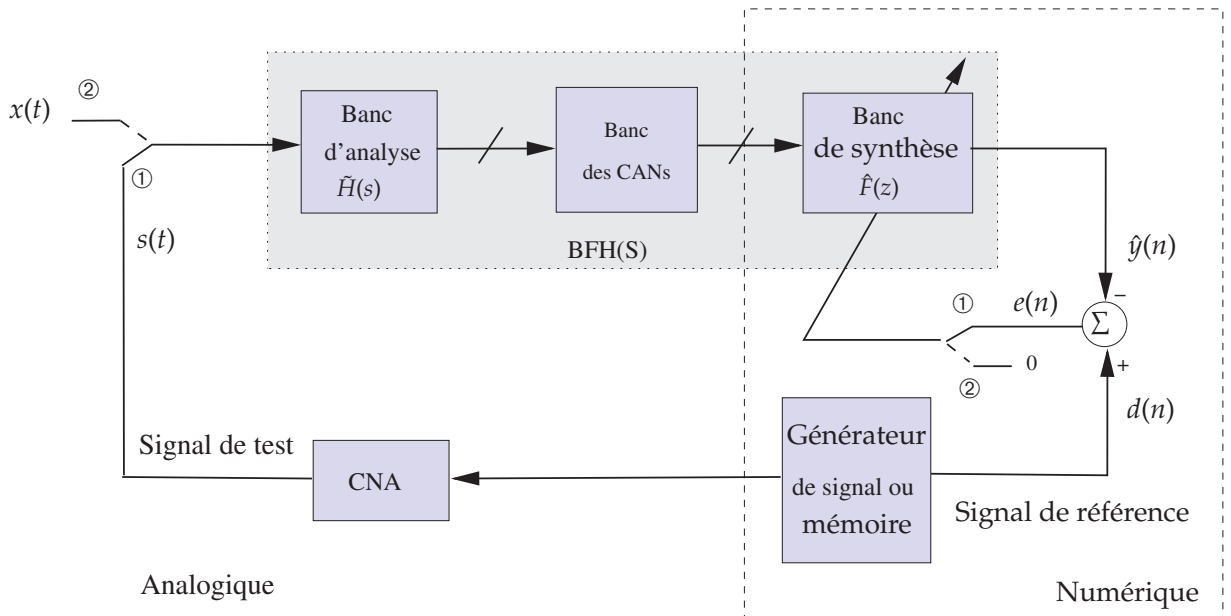 ②
x(t)
①
s(t)
Banc
d'analyse
H̃(s)
Banc
des CANs
Banc
de synthèse
F̂(z)
BFH(S)
ŷ(n)
−
Σ
+
①
e(n)
0
②
d(n)
Signal de test
CNA
Générateur
de signal ou
mémoire
Signal de référence
Analogique
Numérique